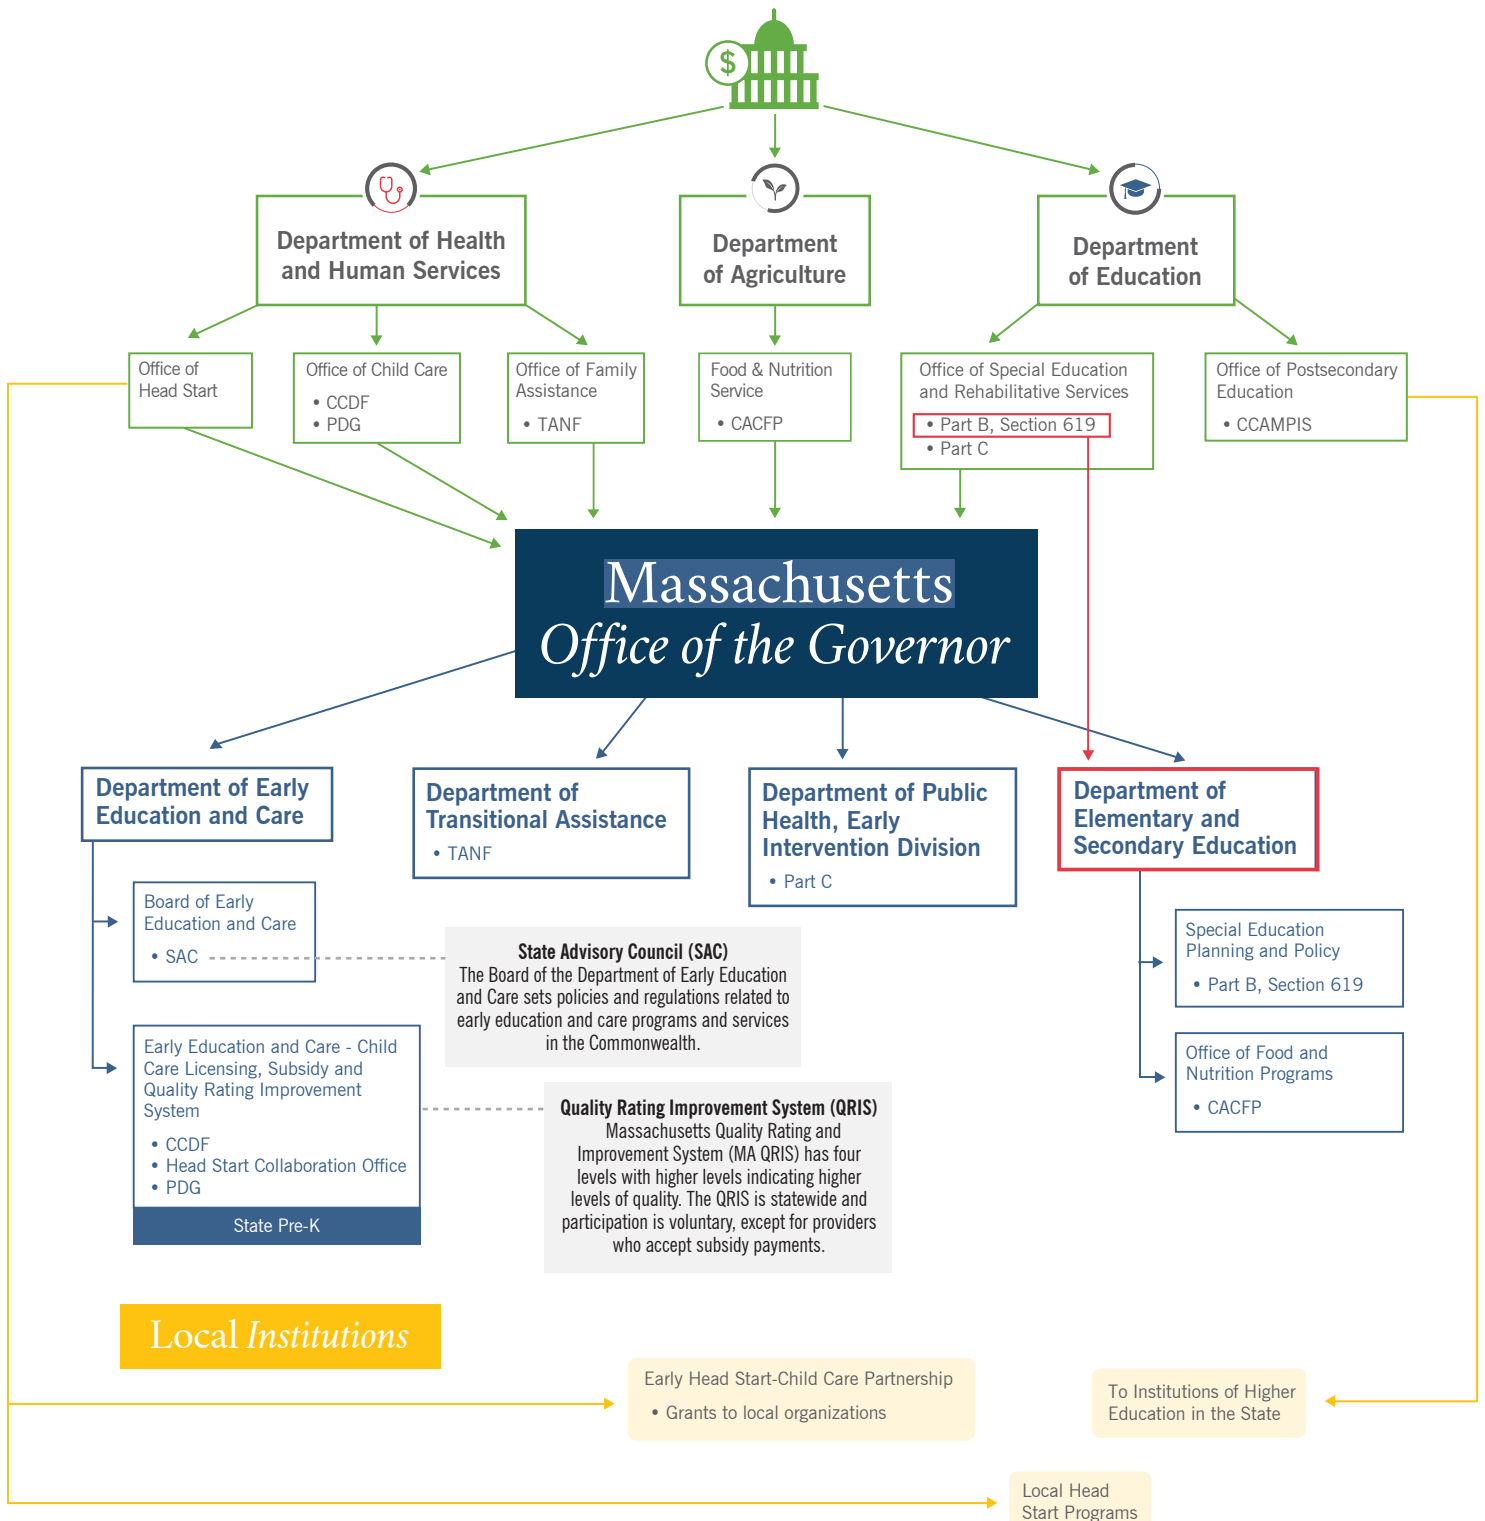 $
Department of Health
and Human Services
Department
of Agriculture
Department
of Education
Office of
Head Start
Office of Child Care
• CCDF
• PDG
Office of Family
Assistance
• TANF
Food & Nutrition
Service
• CACFP
Office of Special Education
and Rehabilitative Services
• Part B, Section 619
• Part C
Office of Postsecondary
Education
• CCAMPIS
Massachusetts
Office of the Governor
Department of Early
Education and Care
Department of
Transitional Assistance
• TANF
Department of Public
Health, Early
Intervention Division
• Part C
Department of
Elementary and
Secondary Education
Board of Early
Education and Care
• SAC
State Advisory Council (SAC)
The Board of the Department of Early Education
and Care sets policies and regulations related to
early education and care programs and services
in the Commonwealth.
Special Education
Planning and Policy
• Part B, Section 619
Early Education and Care - Child
Care Licensing, Subsidy and
Quality Rating Improvement
System
• CCDF
• Head Start Collaboration Office
• PDG
State Pre-K
Quality Rating Improvement System (QRIS)
Massachusetts Quality Rating and
Improvement System (MA QRIS) has four
levels with higher levels indicating higher
levels of quality. The QRIS is statewide and
participation is voluntary, except for providers
who accept subsidy payments.
Office of Food and
Nutrition Programs
• CACFP
Local Institutions
Early Head Start-Child Care Partnership
• Grants to local organizations
To Institutions of Higher
Education in the State
Local Head
Start Programs